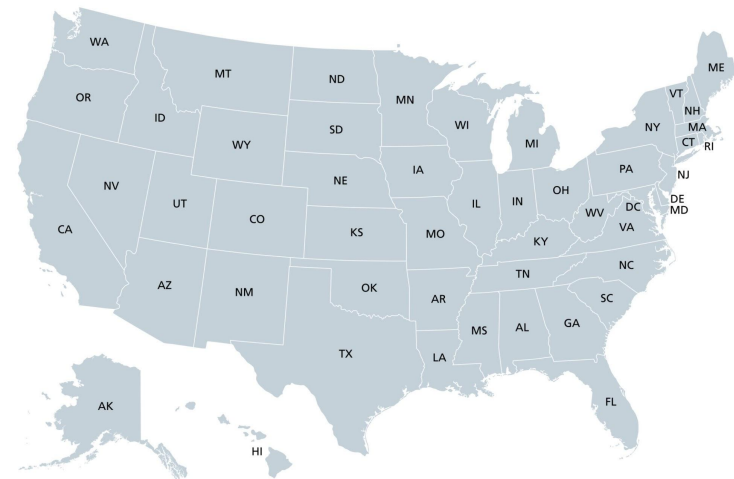 WA
MT
ND
MN
ME
OR
ID
SD
WI
MI
VT
NH
NY
MA
CT
RI
WY
IA
NE
PA
NJ
NV
UT
CO
IL
IN
OH
DE
MD
DC
WV
VA
CA
KS
MO
KY
AZ
NM
OK
AR
TN
NC
SC
TX
LA
MS
AL
GA
FL
AK
HI